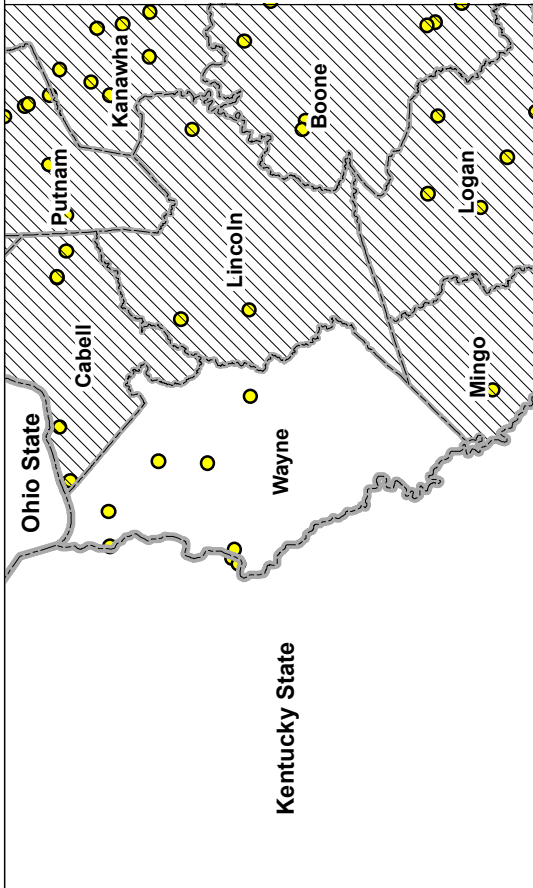 Ohio State
Cabell
Putnam
Kanawha
Lincoln
Boone
Wayne
Mingo
Logan
Kentucky State